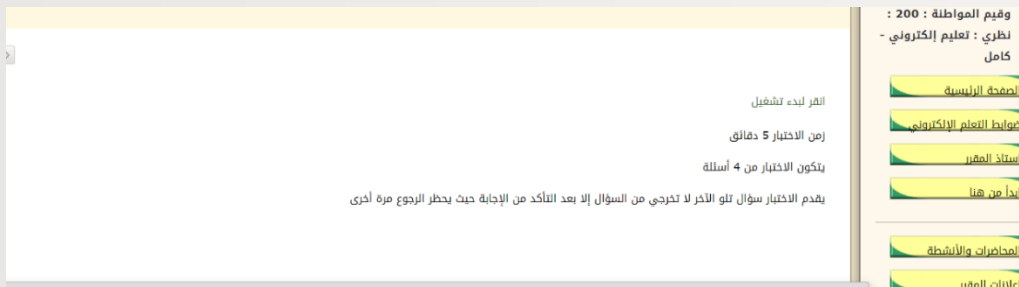 وقيم المواطنة : 200 :
نظري : تعليم إلكتروني -
كامل
الصفحة الرئيسية
ضوابط التعلم الإلكتروني
أستاذ المقرر
ابدأ من هنا
المحاضرات والأنشطة
إعلانات المقرر
انقر لبدء تشغيل
زمن الاختبار 5 دقائق
يتكون الاختبار من 4 أسئلة
يقدم الاختبار سؤال تلو الآخر لا تخرجي من السؤال إلا بعد التأكد من الإجابة حيث يحظر الرجوع مرة أخرى